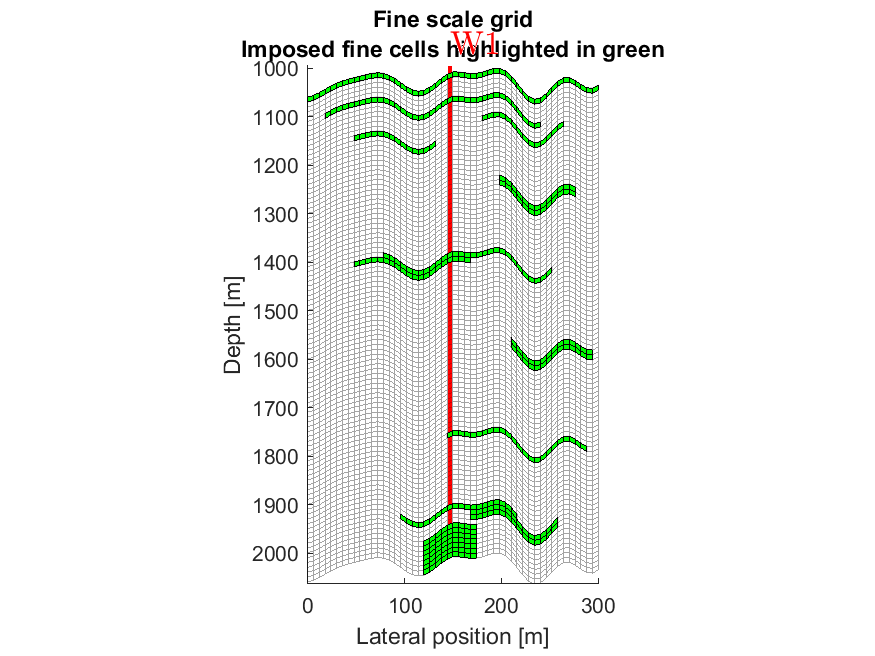 Fine scale grid
Imposed fine cells highlighted in green
W1
1000
1100
1200
1300
1400
1500
1600
1700
1800
1900
2000
Depth [m]
0 100 200 300
Lateral position [m]